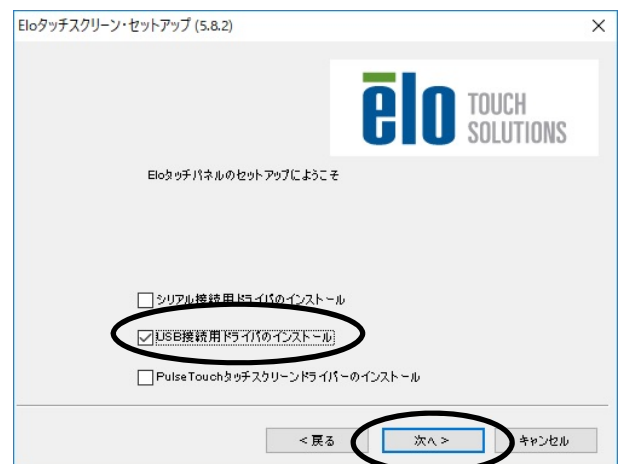 Eloタッチスクリーン・セットアップ (5.8.2)
elo TOUCH
SOLUTIONS
Eloタッチパネルのセットアップにようこそ
シリアル接続用ドライバのインストール
USB接続用ドライバのインストール
PulseTouchタッチスクリーンドライバーのインストール
< 戻る 次へ > キャンセル